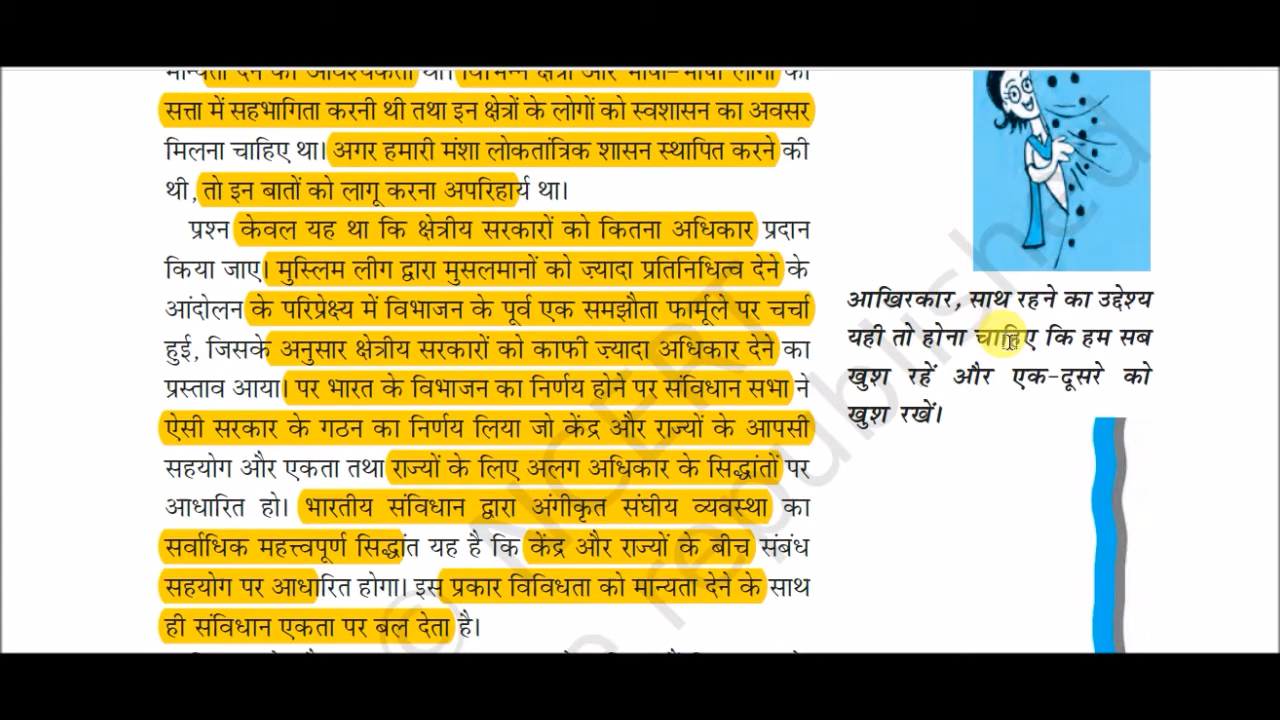 सत्ता में सहभागिता करनी थी तथा इन क्षेत्रों के लोगों को स्वशासन का अवसर
मिलना चाहिए था। अगर हमारी मंशा लोकतांत्रिक शासन स्थापित करने की
थी, तो इन बातों को लागू करना अपरिहार्य था।
प्रश्न केवल यह था कि क्षेत्रीय सरकारों को कितना अधिकार प्रदान
किया जाए। मुस्लिम लीग द्वारा मुसलमानों को ज़्यादा प्रतिनिधित्व देने के
आंदोलन के परिप्रेक्ष्य में विभाजन के पूर्व एक समझौता फार्मूले पर चर्चा
हुई, जिसके अनुसार क्षेत्रीय सरकारों को काफी ज़्यादा अधिकार देने का
प्रस्ताव आया। पर भारत के विभाजन का निर्णय होने पर संविधान सभा ने
ऐसी सरकार के गठन का निर्णय लिया जो केंद्र और राज्यों के आपसी
सहयोग और एकता तथा राज्यों के लिए अलग अधिकार के सिद्धांतों पर
आधारित हो। भारतीय संविधान द्वारा अंगीकृत संघीय व्यवस्था का
सर्वाधिक महत्त्वपूर्ण सिद्धांत यह है कि केंद्र और राज्यों के बीच संबंध
सहयोग पर आधारित होगा। इस प्रकार विविधता को मान्यता देने के साथ
ही संविधान एकता पर बल देता है।
आखिरकार, साथ रहने का उद्देश्य
यही तो होना चाहिए कि हम सब
खुश रहें और एक-दूसरे को
खुश रखें।
© NCERT
republished